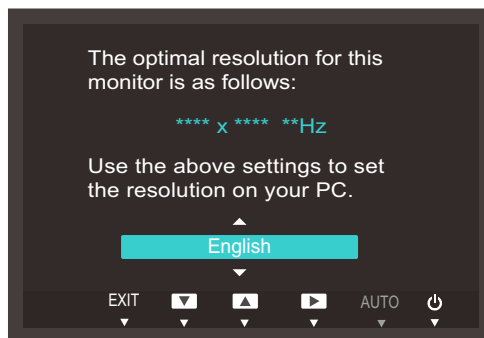 The optimal resolution for this
monitor is as follows:
**** x **** **Hz
Use the above settings to set
the resolution on your PC.
English
EXIT AUTO